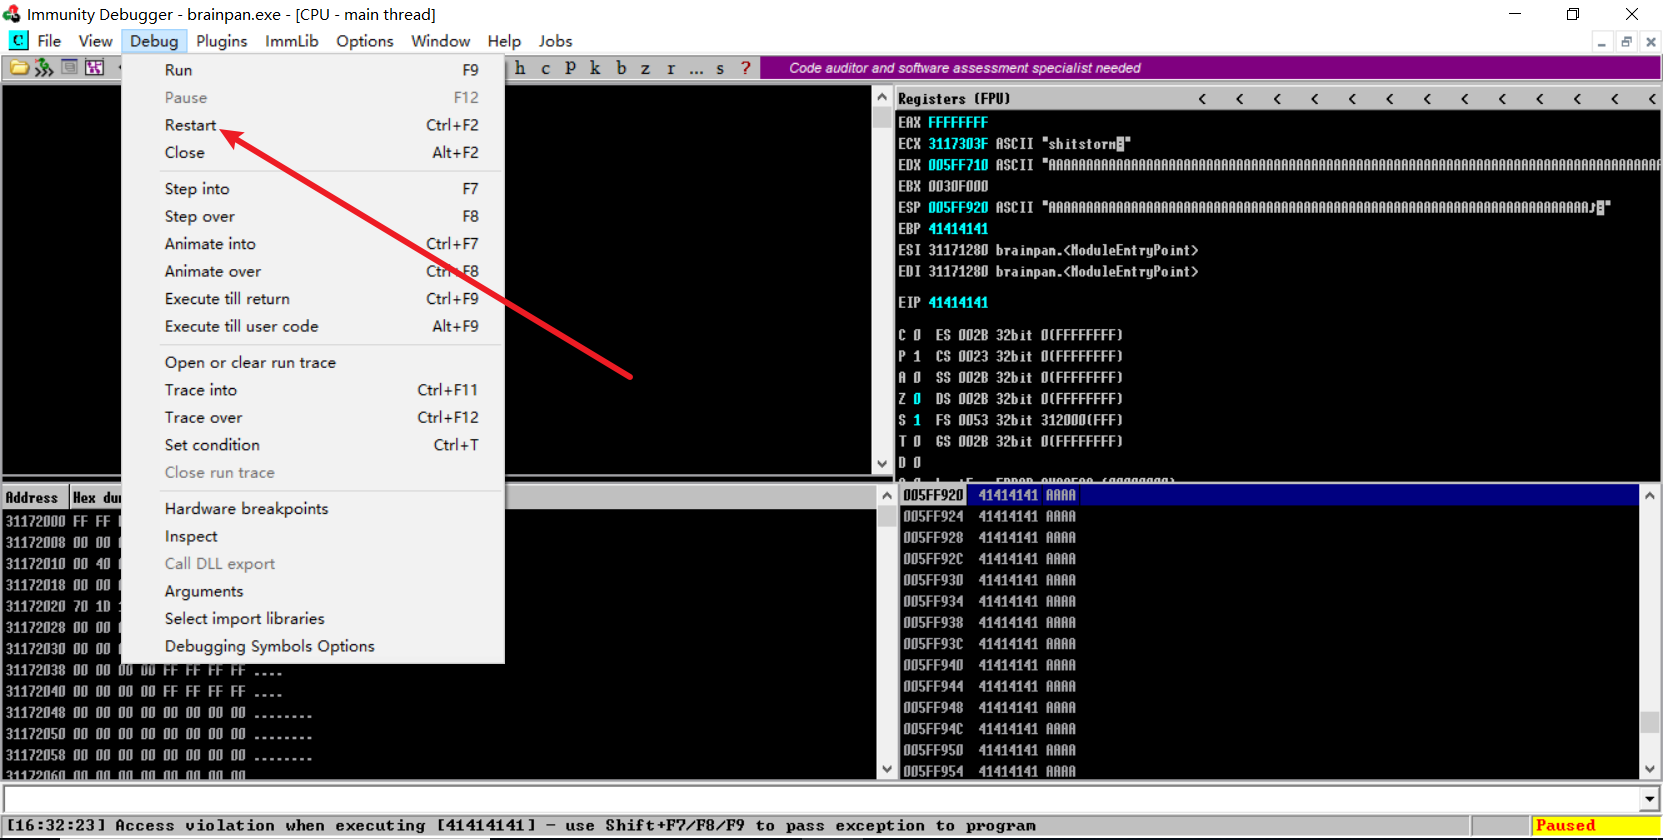 Immunity Debugger - brainpan.exe - [CPU - main thread]
C File View Debug Plugins ImmLib Options Window Help Jobs
h c P k b z r ... s ? Code auditor and software assessment specialist needed
Run F9
Pause F12
Restart Ctrl+F2
Close Alt+F2
Step into F7
Step over F8
Animate into Ctrl+F7
Animate over Ctrl+F8
Execute till return Ctrl+F9
Execute till user code Alt+F9
Open or clear run trace
Trace into Ctrl+F11
Trace over Ctrl+F12
Set condition Ctrl+T
Close run trace
Hardware breakpoints
Inspect
Call DLL export
Arguments
Select import libraries
Debugging Symbols Options
Registers (FPU) < < < < < < < < < < < < <
EAX FFFFFFFF
ECX 3117303F ASCII "shitstorm
EDX 005FF710 ASCII
EBX 0030F000
ESP 005FF920 ASCII
EBP 41414141
ESI 31171280 brainpan.<ModuleEntryPoint>
EDI 31171280 brainpan.<ModuleEntryPoint>
EIP 41414141
C 0 ES 002B 32bit 0(FFFFFFFF)
P 1 CS 0023 32bit 0(FFFFFFFF)
A 0 SS 002B 32bit 0(FFFFFFFF)
Z 0 DS 002B 32bit 0(FFFFFFFF)
S 1 FS 0053 32bit 312000(FFF)
T 0 GS 002B 32bit 0(FFFFFFFF)
D 0
Address Hex
31172000 FF FF
31172008 00 00
31172010 00 40
31172018 00 00
31172020 70 1D
31172028 00 00
31172030 00 00
31172038 00 00 00 00 FF FF FF FF ....
31172040 00 00 00 00 FF FF FF FF ....
31172048 00 00 00 00 00 00 00 00 ........
31172050 00 00 00 00 00 00 00 00 ........
31172058 00 00 00 00 00 00 00 00 ........
31172060 00 00 00 00 00 00 00 00
005FF920 41414141 AAAA
005FF924 41414141 AAAA
005FF928 41414141 AAAA
005FF92C 41414141 AAAA
005FF930 41414141 AAAA
005FF934 41414141 AAAA
005FF938 41414141 AAAA
005FF93C 41414141 AAAA
005FF940 41414141 AAAA
005FF944 41414141 AAAA
005FF948 41414141 AAAA
005FF94C 41414141 AAAA
005FF950 41414141 AAAA
005FF954 41414141 AAAA
[16:32:23] Access violation when executing [41414141] - use Shift+F7/F8/F9 to pass exception to program
Paused